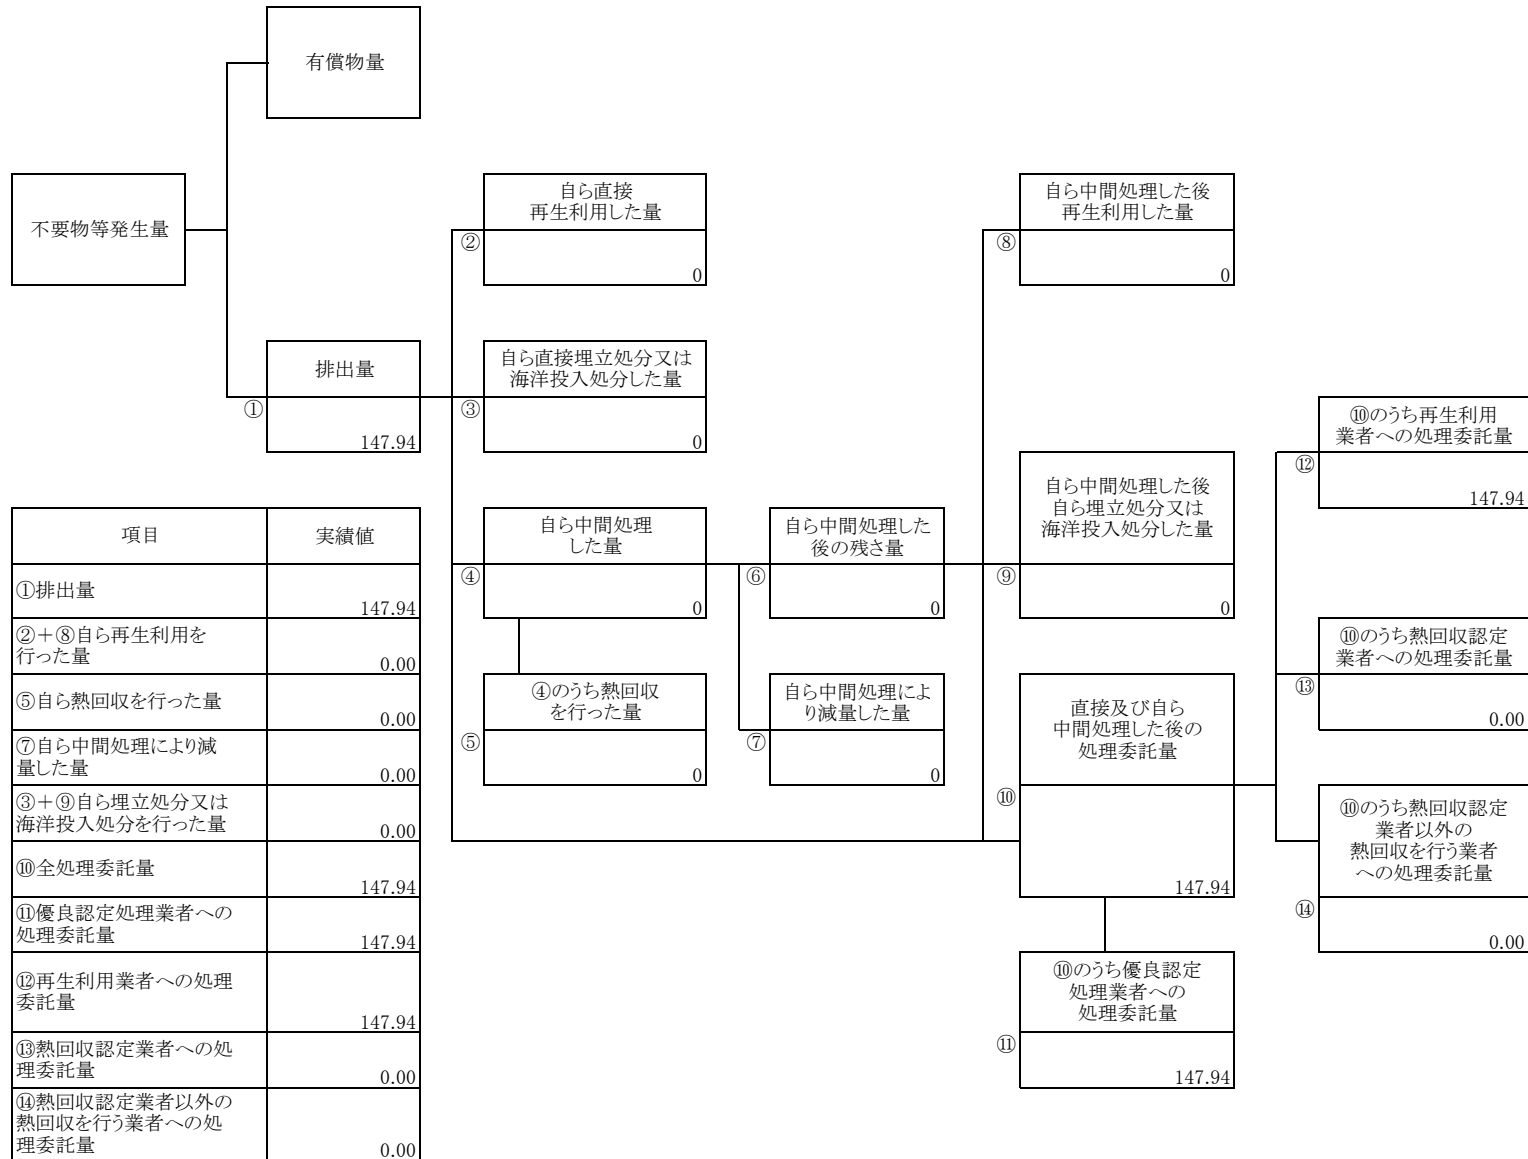 有償物量
不要物等発生量
自ら直接
再生利用した量
②
0
自ら中間処理した後
再生利用した量
⑧
0
排出量
①
147.94
自ら直接埋立処分又は
海洋投入処分した量
③
0
⑩のうち再生利用
業者への処理委託量
⑫
147.94
自ら中間処理
した量
④
0
自ら中間処理した
後の残さ量
⑥
0
自ら中間処理した後
自ら埋立処分又は
海洋投入処分した量
⑨
0
⑩のうち熱回収認定
業者への処理委託量
⑬
0.00
④のうち熱回収
を行った量
⑤
0
自ら中間処理によ
り減量した量
⑦
0
直接及び自ら
中間処理した後の
処理委託量
⑩
147.94
⑩のうち熱回収認定
業者以外の
熱回収を行う業者
への処理委託量
⑭
0.00
⑩のうち優良認定
処理業者への
処理委託量
⑪
147.94
項目 実績値
①排出量
147.94
②+⑧自ら再生利用を
行った量
0.00
⑤自ら熱回収を行った量
0.00
⑦自ら中間処理により減
量した量
0.00
③+⑨自ら埋立処分又は
海洋投入処分を行った量
0.00
⑩全処理委託量
147.94
⑪優良認定処理業者への
処理委託量
147.94
⑫再生利用業者への処理
委託量
147.94
⑬熱回収認定業者への処
理委託量
0.00
⑭熱回収認定業者以外の
熱回収を行う業者への処
理委託量
0.00